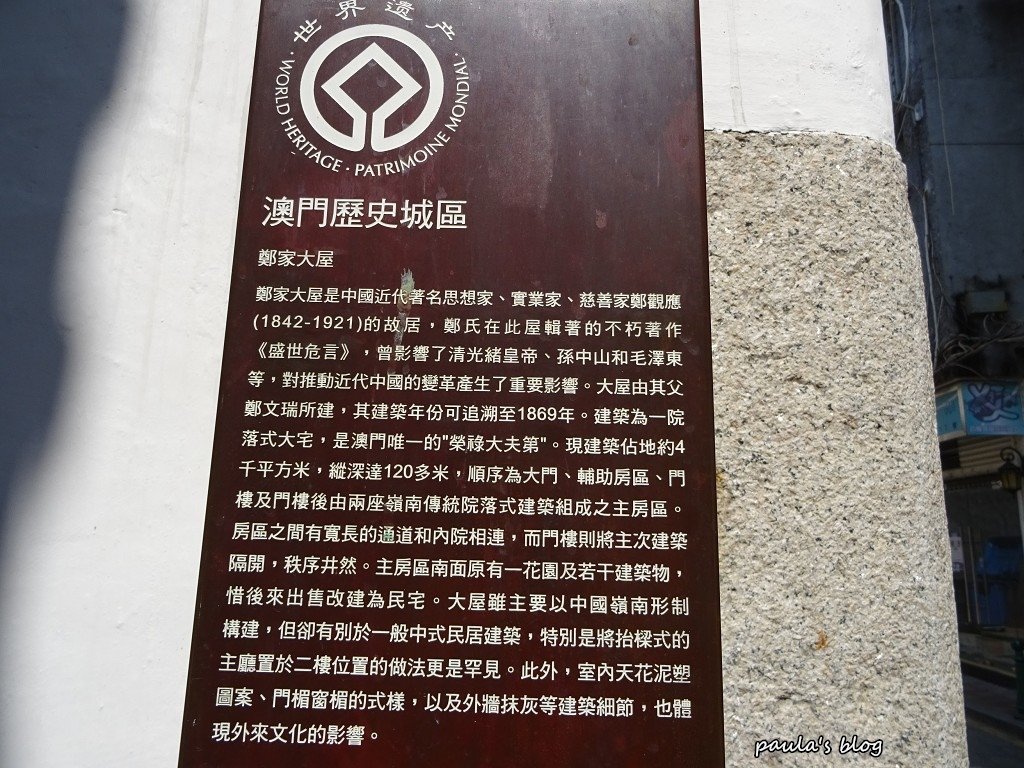 世界遺产
· WORLD HERITAGE · PATRIMOINE MONDIAL ·
澳門歷史城區
鄭家大屋
鄭家大屋是中國近代著名思想家、實業家、慈善家鄭觀應
(1842-1921)的故居，鄭氏在此屋輯著的不朽著作
《盛世危言》，曾影響了清光緒皇帝、孫中山和毛澤東
等，對推動近代中國的變革產生了重要影響。大屋由其父
鄭文瑞所建，其建築年份可追溯至1869年。建築為一院
落式大宅，是澳門唯一的"榮祿大夫第"。現建築佔地約4
千平方米，縱深達120多米，順序為大門、輔助房區、門
樓及門樓後由兩座嶺南傳統院落式建築組成之主房區。
房區之間有寬長的通道和內院相連，而門樓則將主次建築
隔開，秩序井然。主房區南面原有一花園及若干建築物，
惜後來出售改建為民宅。大屋雖主要以中國嶺南形制
構建，但卻有別於一般中式民居建築，特別是將抬樑式的
主廳置於二樓位置的做法更是罕見。此外，室內天花泥塑
圖案、門楣窗楣的式樣，以及外牆抹灰等建築細節，也體
現外來文化的影響。
paula's blog